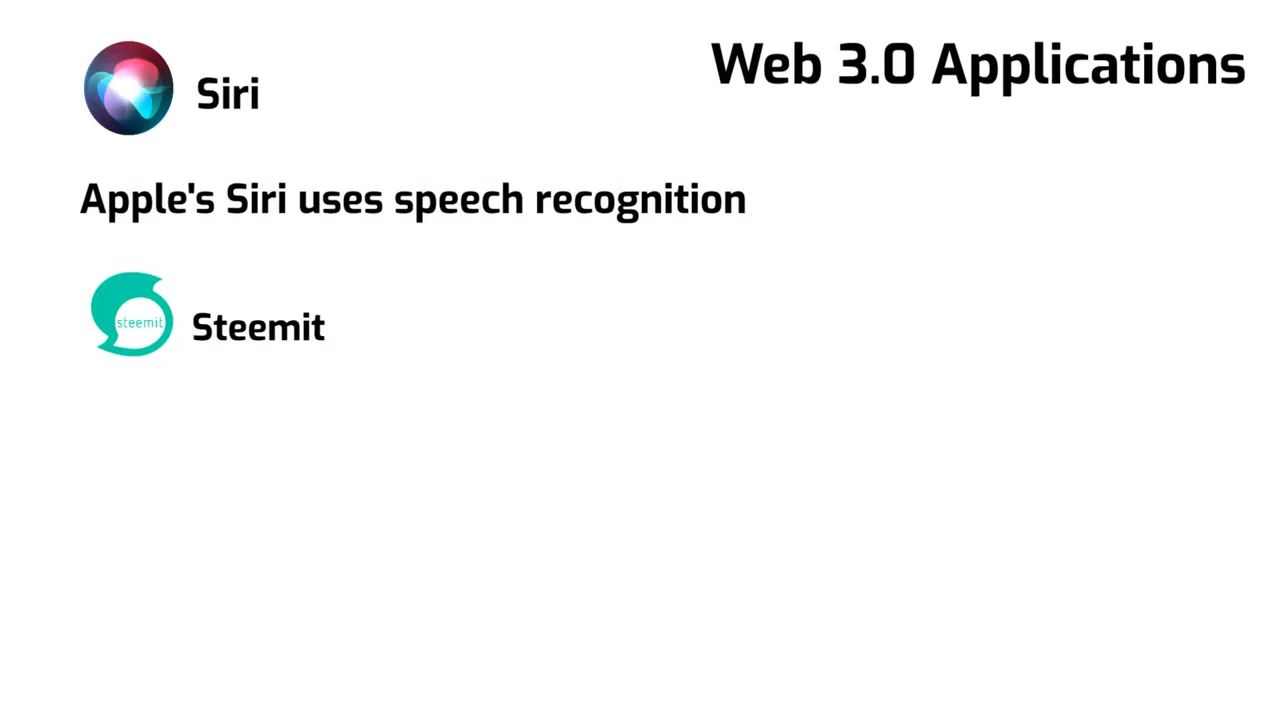 Web 3.0 Applications
Siri
Apple's Siri uses speech recognition
steemit
Steemit